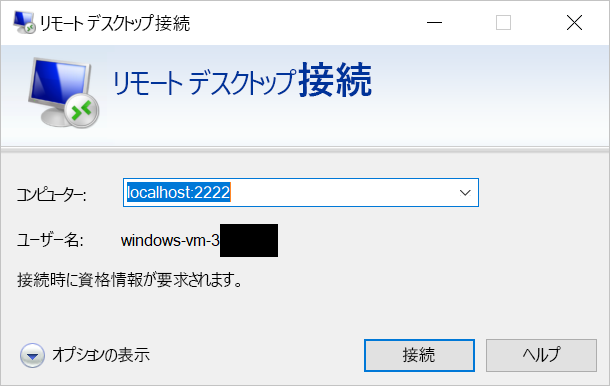 リモート デスクトップ接続
リモート デスクトップ接続
コンピューター: localhost:2222
ユーザー名: windows-vm-3
接続時に資格情報が要求されます。
オプションの表示 接続 ヘルプ